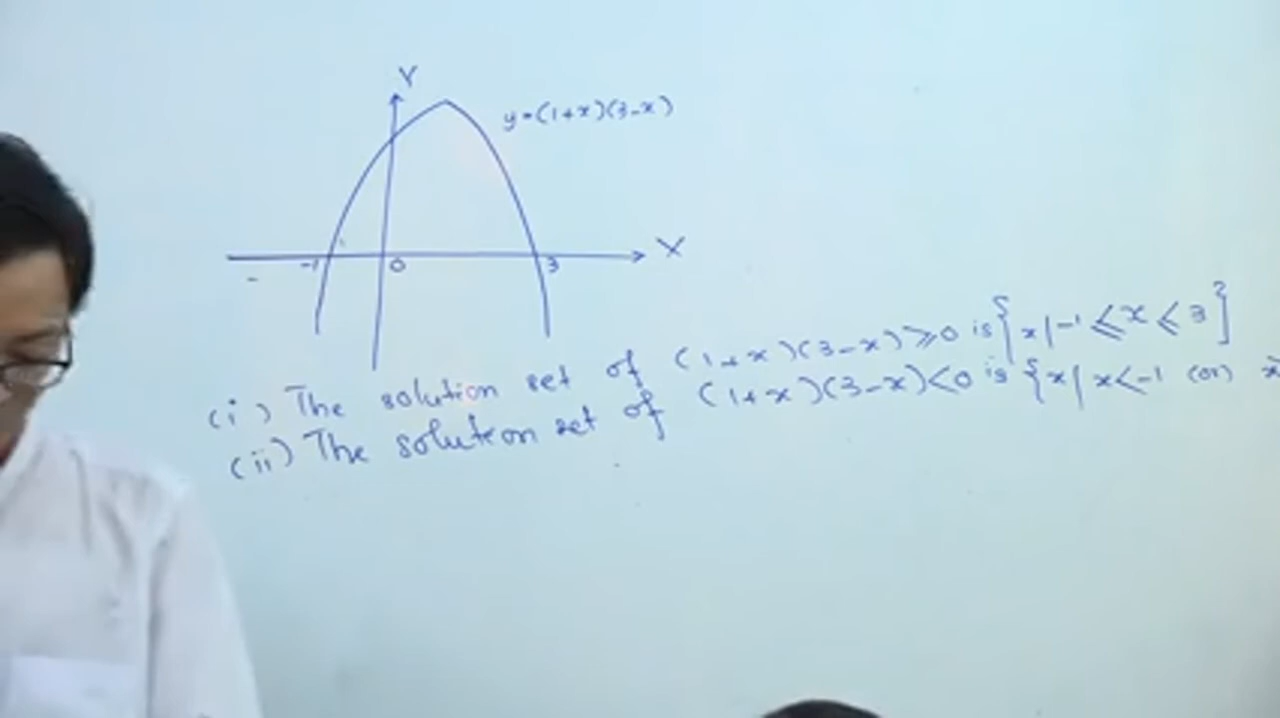 Y
y=(1+x)(3-x)
X
-1 0 3
(i) The solution set of (1+x)(3-x)⩾0 is {x|-1⩽x⩽3}
(ii) The solution set of (1+x)(3-x)<0 is {x|x<-1 (or) x